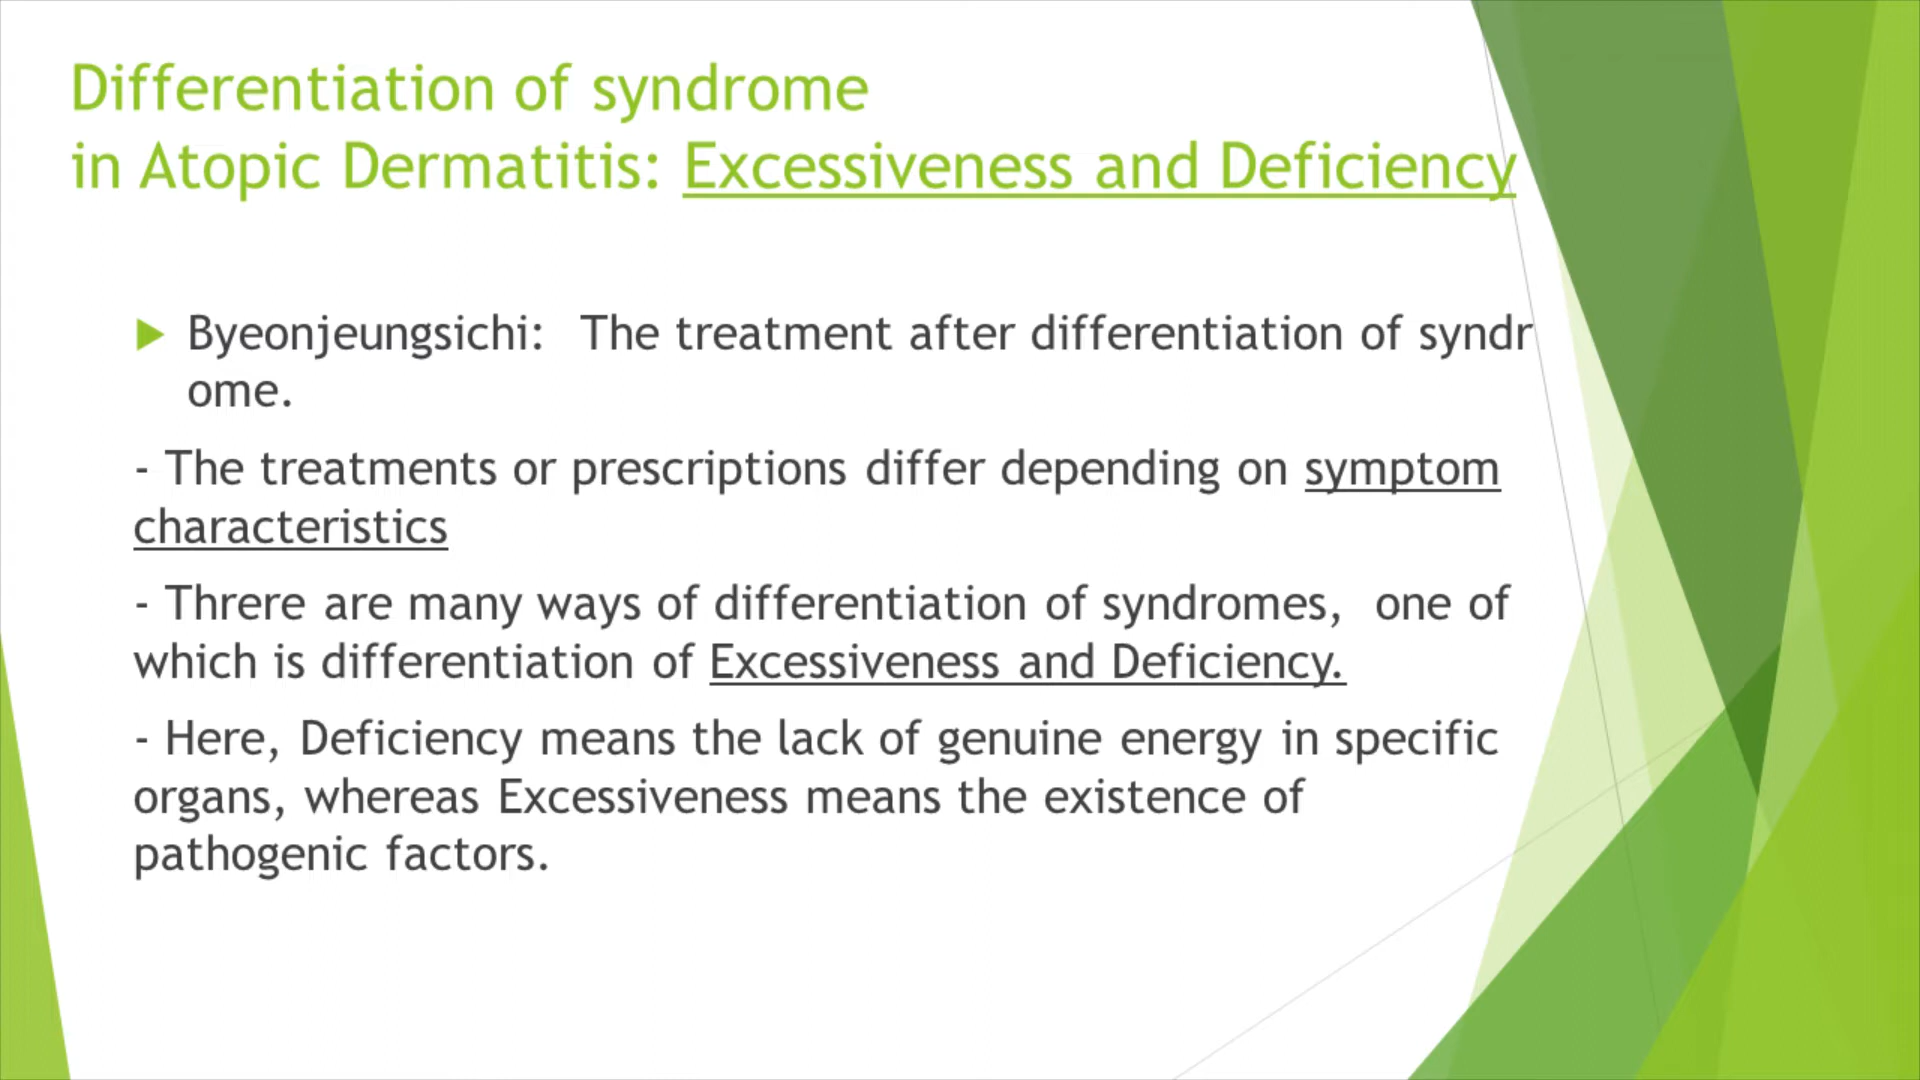 Differentiation of syndrome
in Atopic Dermatitis: Excessiveness and Deficiency
Byeonjeungsichi: The treatment after differentiation of syndr
ome.
- The treatments or prescriptions differ depending on symptom
characteristics
- Threre are many ways of differentiation of syndromes, one of
which is differentiation of Excessiveness and Deficiency.
- Here, Deficiency means the lack of genuine energy in specific
organs, whereas Excessiveness means the existence of
pathogenic factors.